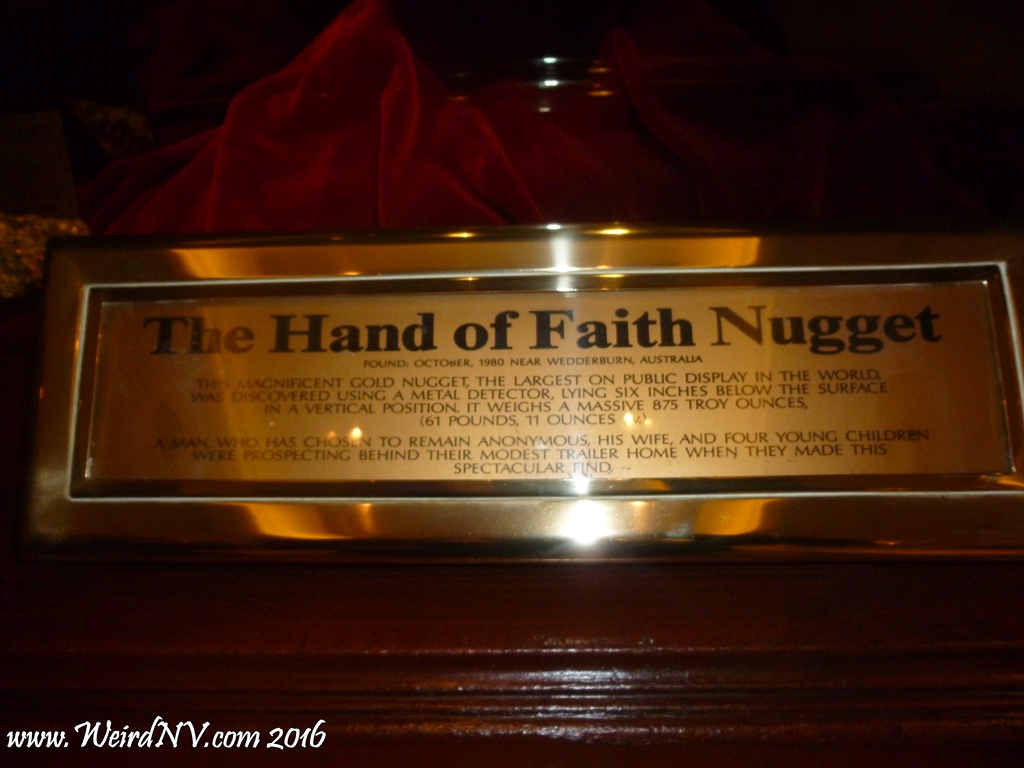 The Hand of Faith Nugget
FOUND: OCTOBER, 1980 NEAR WEDDERBURN, AUSTRALIA
THIS MAGNIFICENT GOLD NUGGET, THE LARGEST ON PUBLIC DISPLAY IN THE WORLD,
WAS DISCOVERED USING A METAL DETECTOR, LYING SIX INCHES BELOW THE SURFACE
IN A VERTICAL POSITION. IT WEIGHS A MASSIVE 875 TROY OUNCES,
(61 POUNDS, 11 OUNCES
A MAN, WHO HAS CHOSEN TO REMAIN ANONYMOUS, HIS WIFE, AND FOUR YOUNG CHILDREN
WERE PROSPECTING BEHIND THEIR MODEST TRAILER HOME WHEN THEY MADE THIS
SPECTACULAR FIND.
www.WeirdNV.com 2016